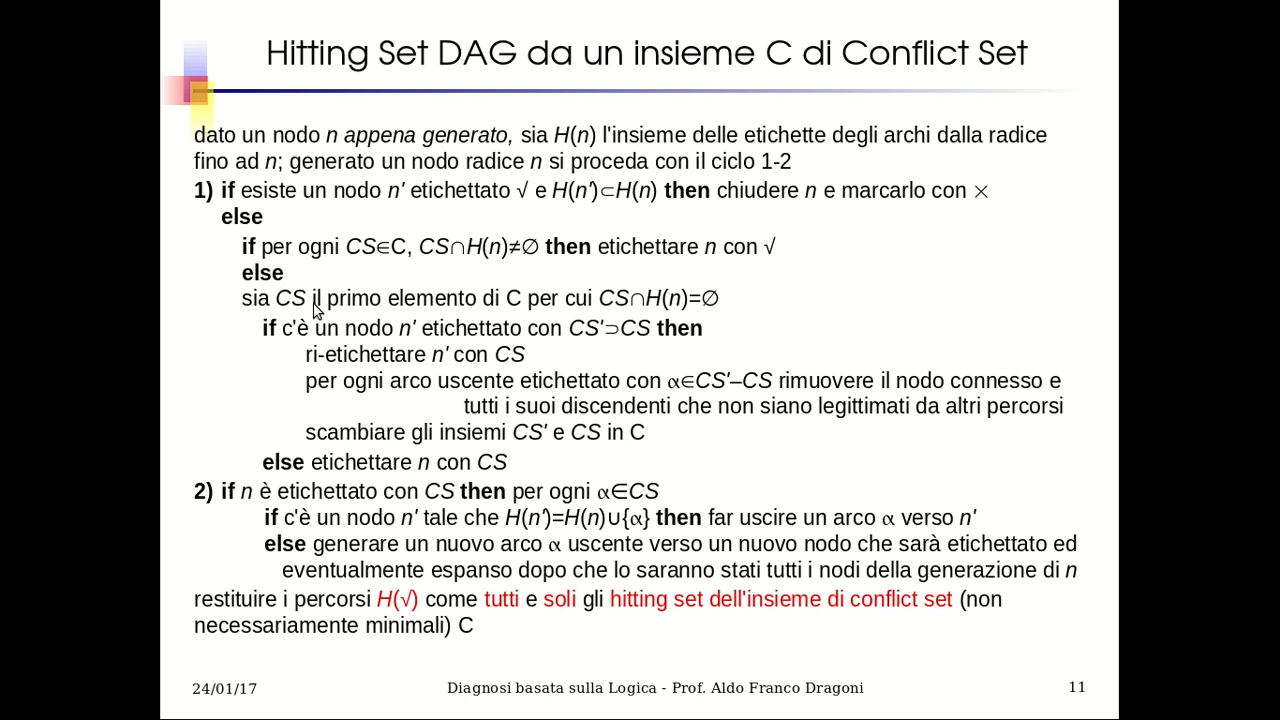 Hitting Set DAG da un insieme C di Conflict Set
dato un nodo n appena generato, sia H(n) l'insieme delle etichette degli archi dalla radice
fino ad n; generato un nodo radice n si proceda con il ciclo 1-2
1) if esiste un nodo n' etichettato √ e H(n')⊂H(n) then chiudere n e marcarlo con ×
else
if per ogni CS∈C, CS∩H(n)≠∅ then etichettare n con √
else
sia CS il primo elemento di C per cui CS∩H(n)=∅
if c'è un nodo n' etichettato con CS'⊃CS then
ri-etichettare n' con CS
per ogni arco uscente etichettato con α∈CS'–CS rimuovere il nodo connesso e
tutti i suoi discendenti che non siano legittimati da altri percorsi
scambiare gli insiemi CS' e CS in C
else etichettare n con CS
2) if n è etichettato con CS then per ogni α∈CS
if c'è un nodo n' tale che H(n')=H(n)∪{α} then far uscire un arco α verso n'
else generare un nuovo arco α uscente verso un nuovo nodo che sarà etichettato ed
eventualmente espanso dopo che lo saranno stati tutti i nodi della generazione di n
restituire i percorsi H(√) come tutti e soli gli hitting set dell'insieme di conflict set (non
necessariamente minimali) C
24/01/17 Diagnosi basata sulla Logica - Prof. Aldo Franco Dragoni 11